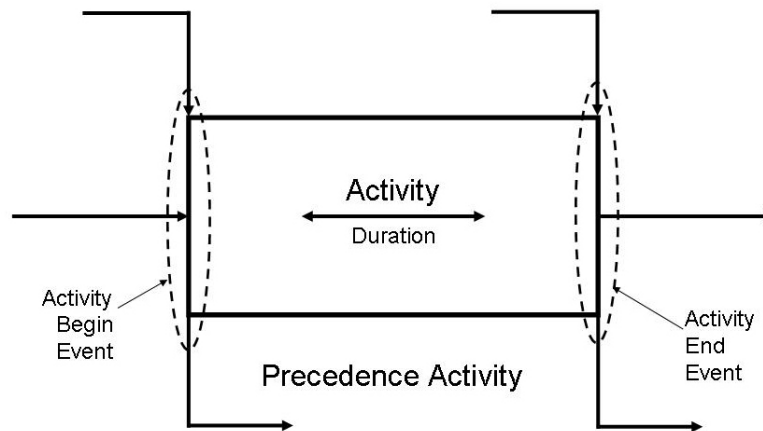 Activity
Duration
Activity
Begin
Event
Activity
End
Event
Precedence Activity